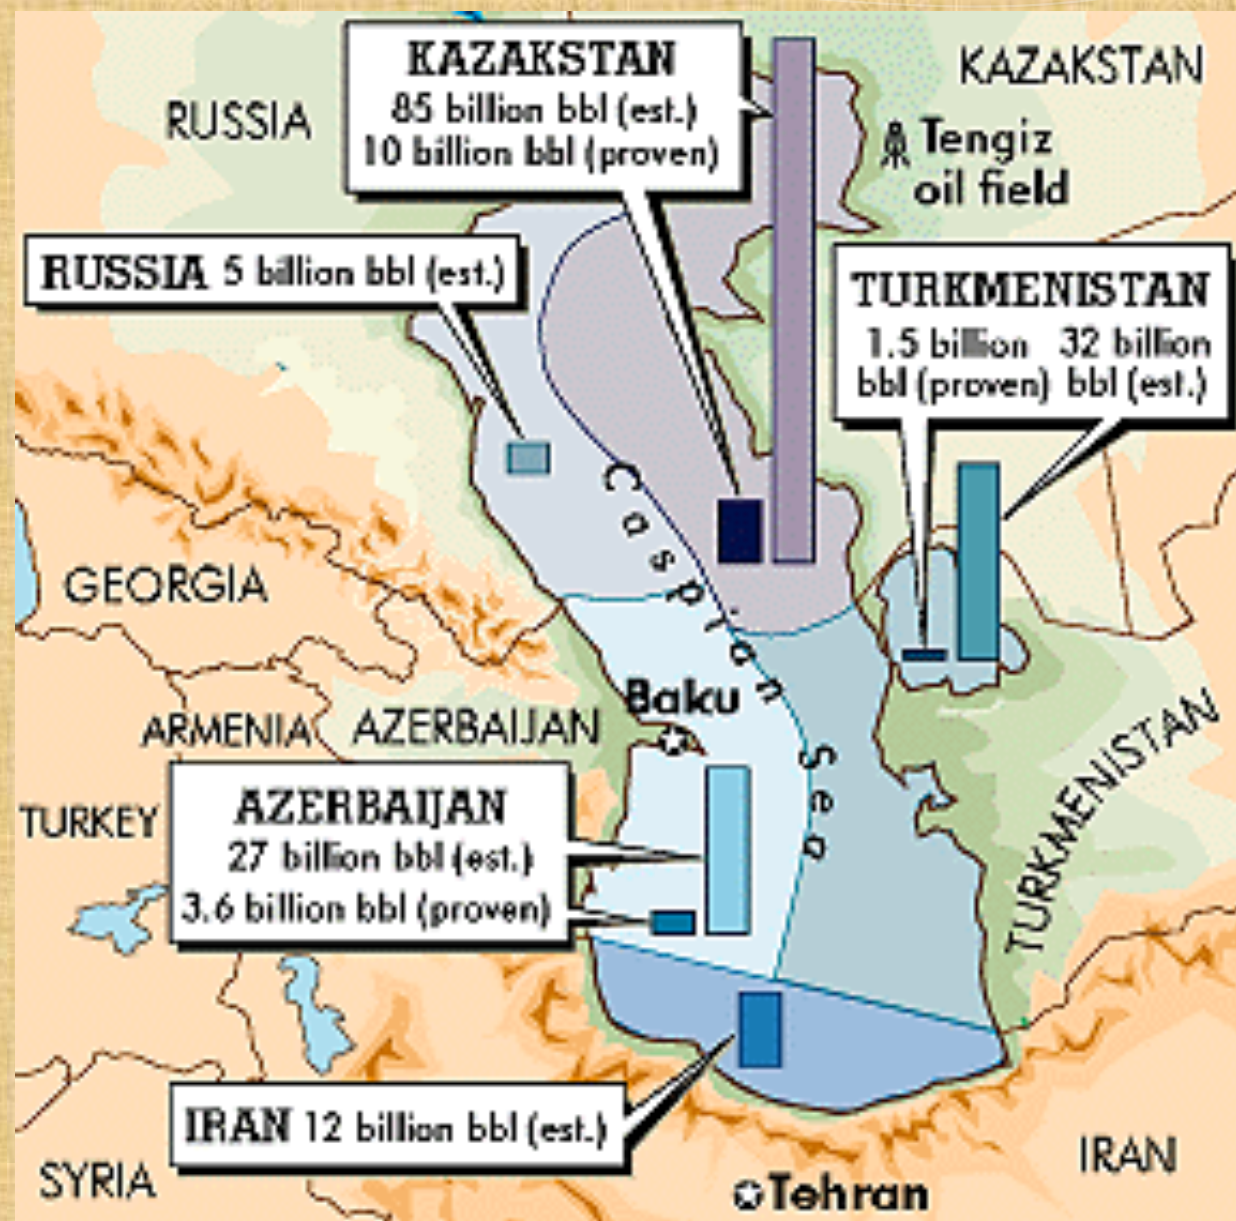 KAZAKSTAN
85 billion bbl (est.)
10 billion bbl (proven)
KAZAKSTAN
RUSSIA
Tengiz
oil field
RUSSIA 5 billion bbl (est.)
TURKMENISTAN
1.5 billion 32 billion
bbl (proven) bbl (est.)
Caspian Sea
GEORGIA
Baku
ARMENIA
AZERBAIJAN
TURKMENISTAN
TURKEY
AZERBAIJAN
27 billion bbl (est.)
3.6 billion bbl (proven)
IRAN 12 billion bbl (est.)
IRAN
SYRIA
Tehran